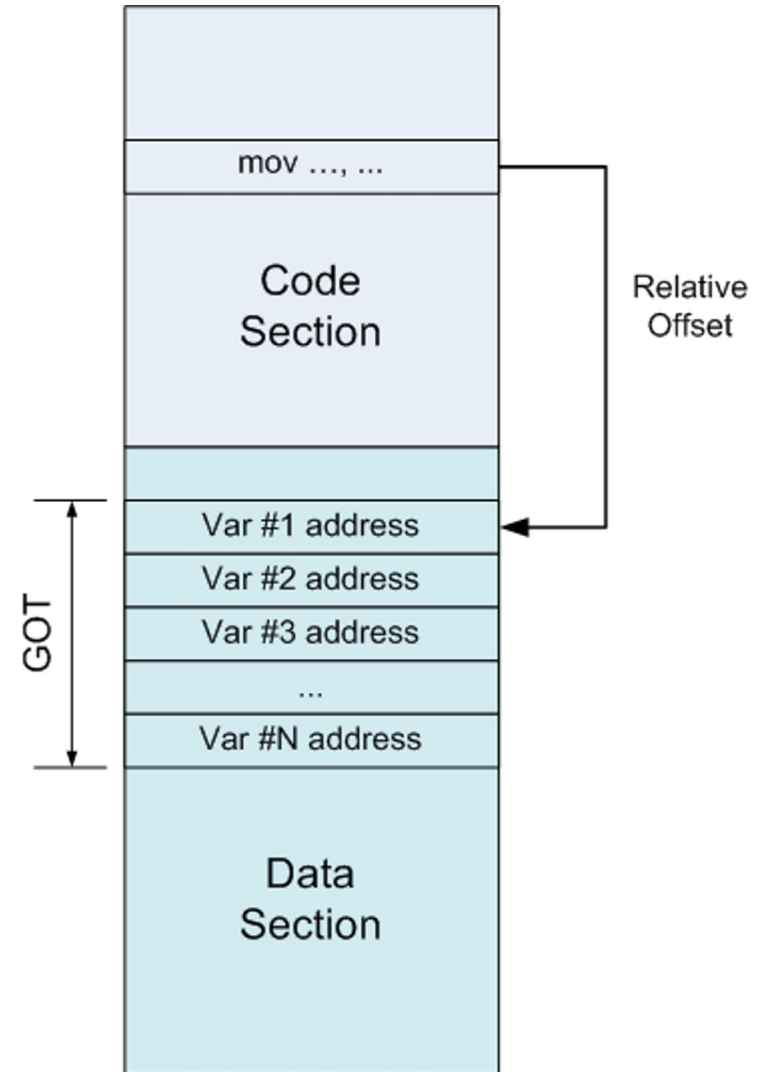 mov ..., ...
Code
Section
Relative
Offset
GOT
Var #1 address
Var #2 address
Var #3 address
...
Var #N address
Data
Section